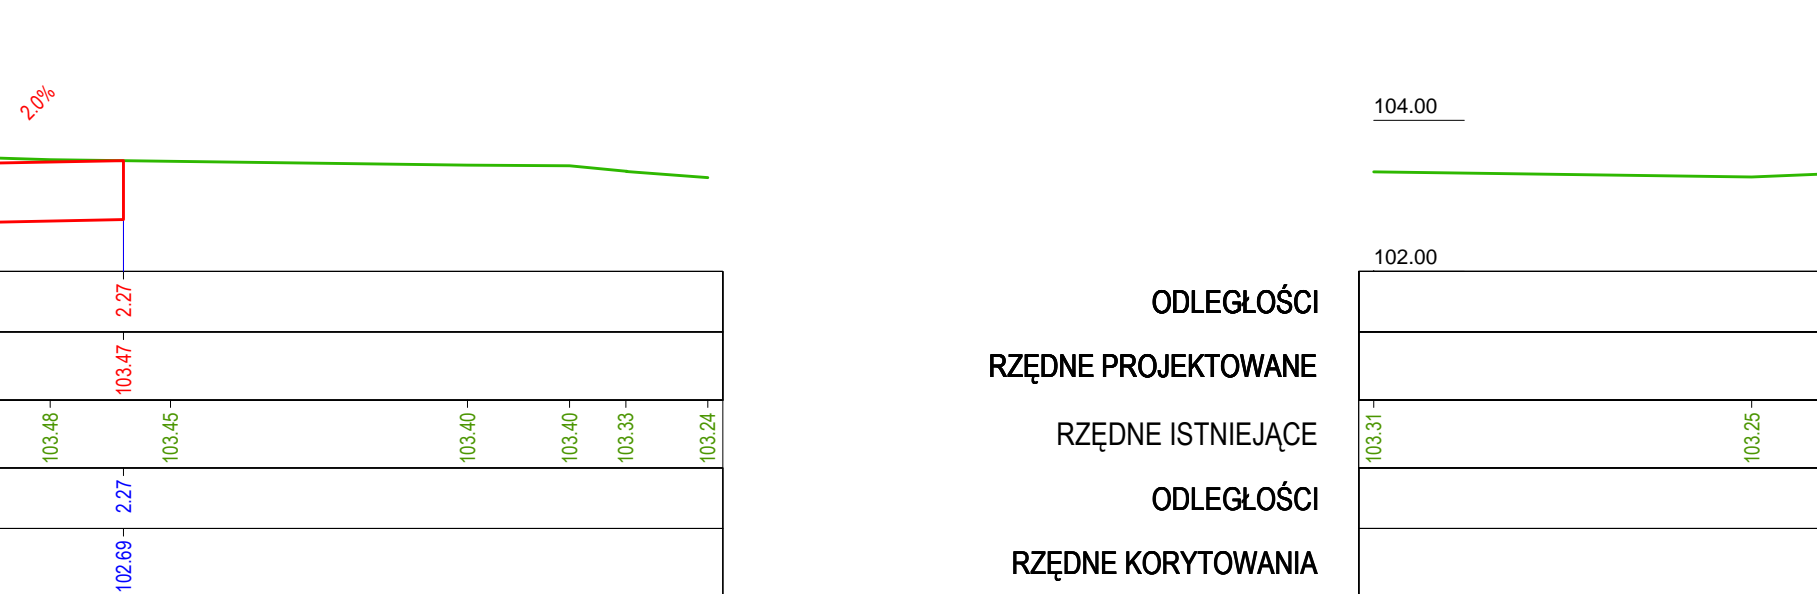 2.0%
104.00
102.00
2.27
ODLEGŁOŚCI
103.47
RZĘDNE PROJEKTOWANE
103.48 103.45 103.40 103.40 103.33 103.24
RZĘDNE ISTNIEJĄCE
103.31 103.25
2.27
ODLEGŁOŚCI
102.69
RZĘDNE KORYTOWANIA